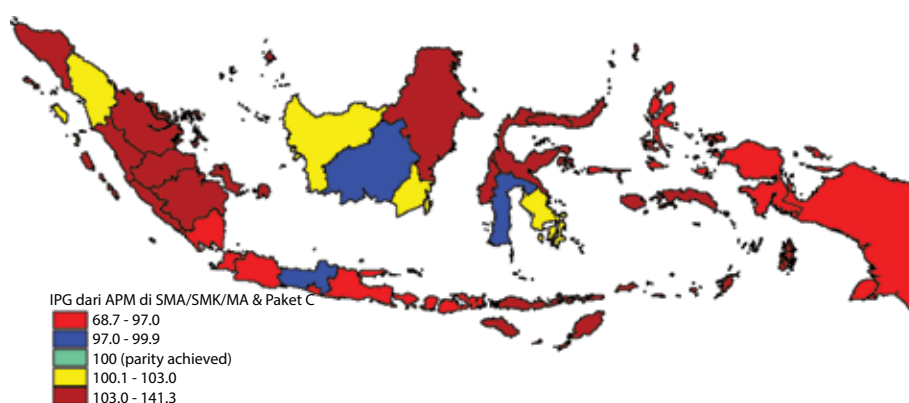 IPG dari APM di SMA/SMK/MA & Paket C
68.7 - 97.0
97.0 - 99.9
100 (parity achieved)
100.1 - 103.0
103.0 - 141.3